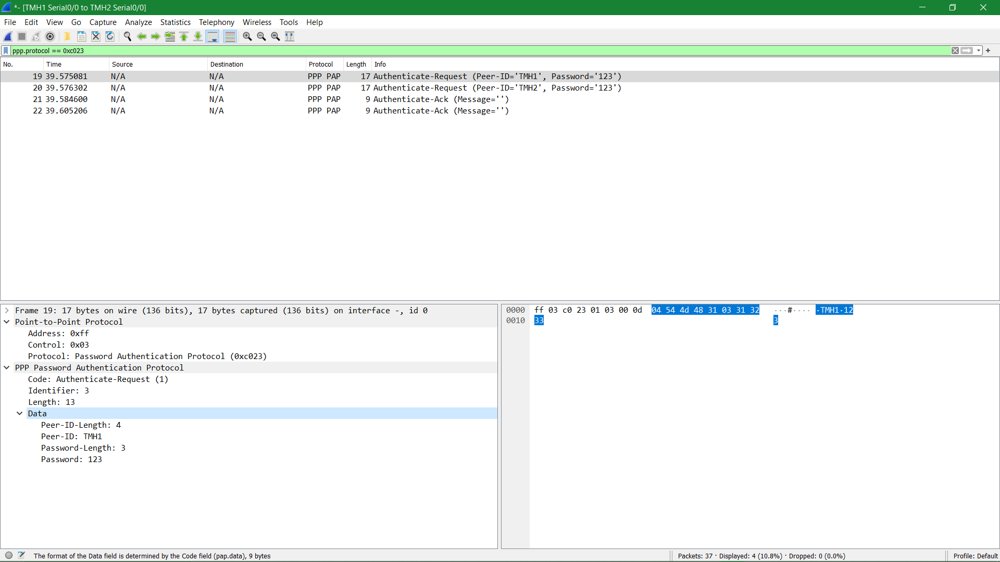 *- [TMH1 Serial0/0 to TMH2 Serial0/0]
File Edit View Go Capture Analyze Statistics Telephony Wireless Tools Help
ppp.protocol == 0xc023
No. Time Source Destination Protocol Length Info
19 39.575081 N/A N/A PPP PAP 17 Authenticate-Request (Peer-ID='TMH1', Password='123')
20 39.576302 N/A N/A PPP PAP 17 Authenticate-Request (Peer-ID='TMH2', Password='123')
21 39.584600 N/A N/A PPP PAP 9 Authenticate-Ack (Message='')
22 39.605206 N/A N/A PPP PAP 9 Authenticate-Ack (Message='')
Frame 19: 17 bytes on wire (136 bits), 17 bytes captured (136 bits) on interface -, id 0
Point-to-Point Protocol
Address: 0xff
Control: 0x03
Protocol: Password Authentication Protocol (0xc023)
PPP Password Authentication Protocol
Code: Authenticate-Request (1)
Identifier: 3
Length: 13
Data
Peer-ID-Length: 4
Peer-ID: TMH1
Password-Length: 3
Password: 123
0000 ff 03 c0 23 01 03 00 0d 04 54 4d 48 31 03 31 32 ···#···· ·TMH1·12
0010 33 3
The format of the Data field is determined by the Code field (pap.data), 9 bytes
Packets: 37 · Displayed: 4 (10.8%) · Dropped: 0 (0.0%)
Profile: Default